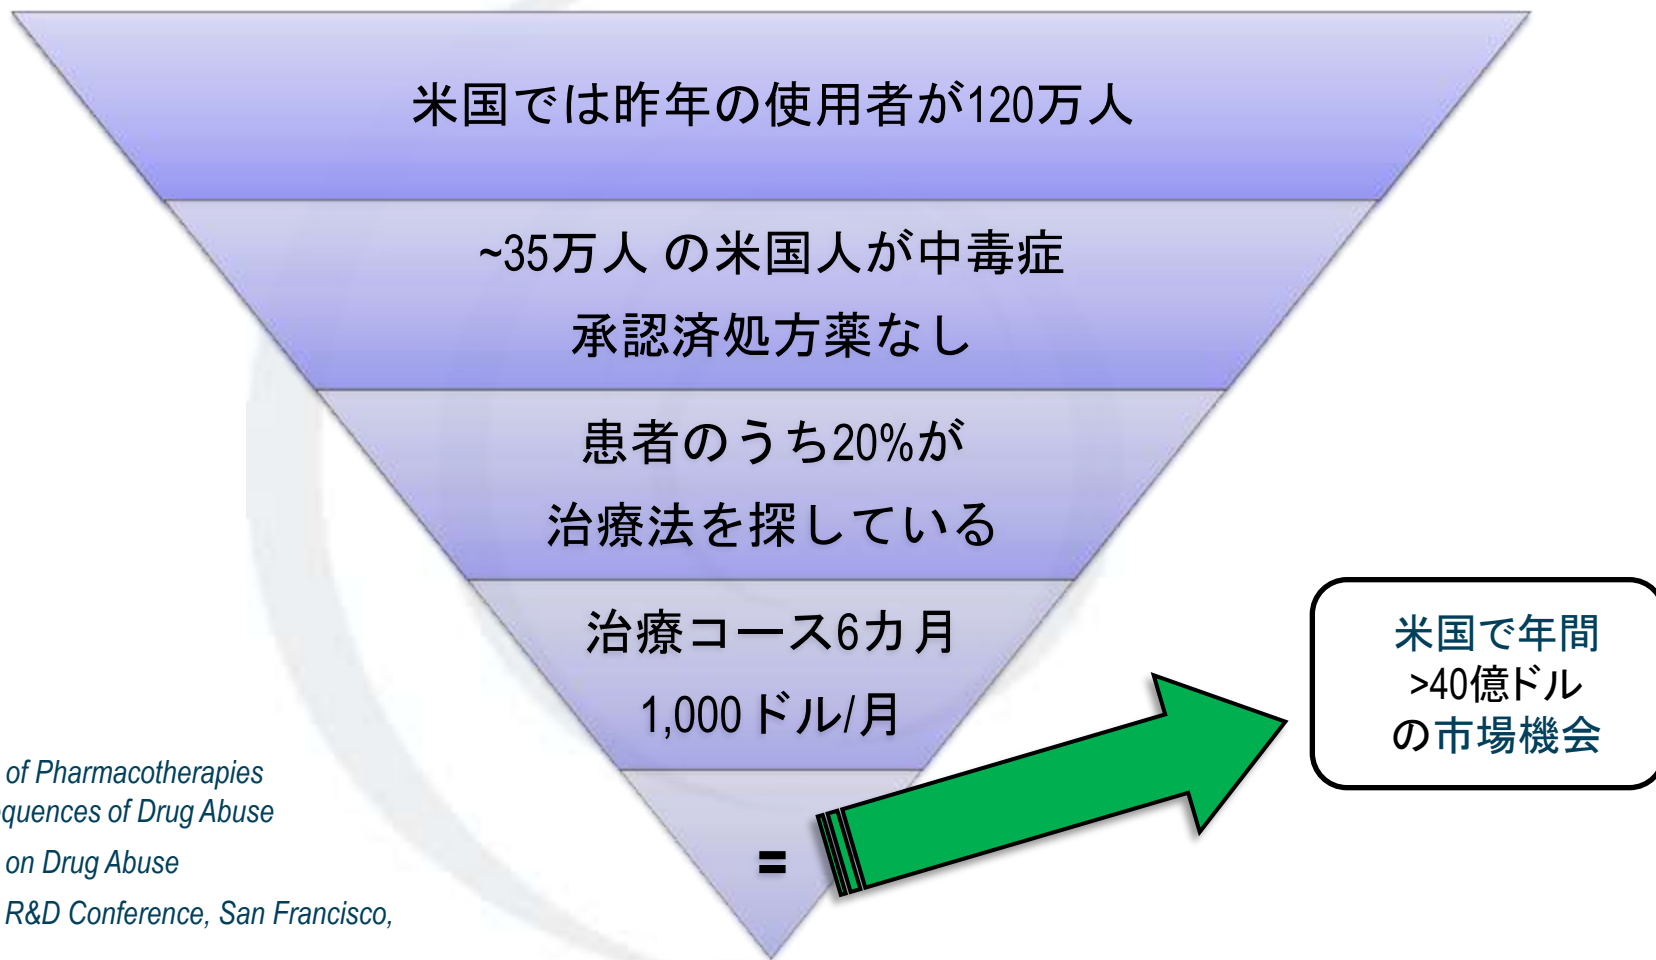 米国では昨年の使用者が120万人
~35万人 の米国人が中毒症
承認済処方薬なし
患者のうち20%が
治療法を探している
治療コース6カ月
1,000ドル/月
=
米国で年間
>40億ドル
の市場機会
of Pharmacotherapies
quences of Drug Abuse
on Drug Abuse
R&D Conference, San Francisco,